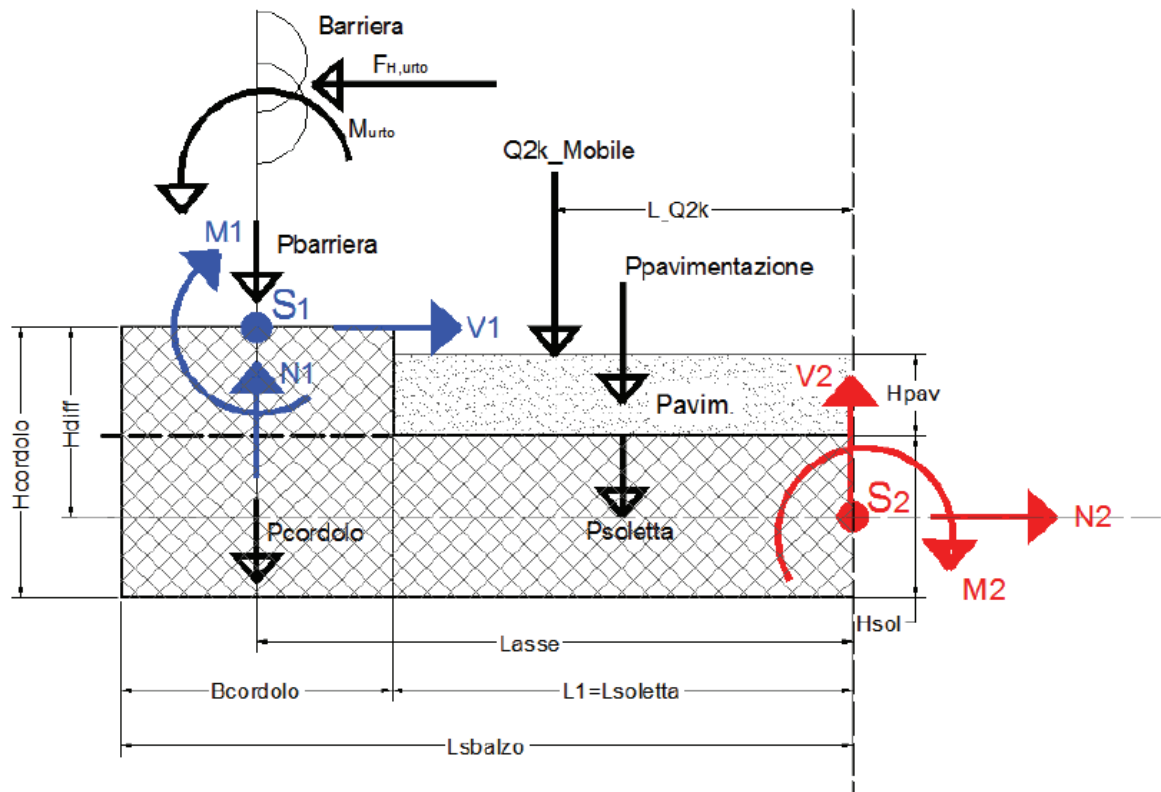 Barriera
FH,urto
Murto
Q2k_Mobile
L_Q2k
M1
Pbarriera
Ppavimentazione
S1
V1
N1
V2
Hpav
Pavim.
Hcordolo
Hdiff
S2
N2
Pcordolo
Psoletta
M2
Hsol
Lasse
Bcordolo
L1=Lsoletta
Lsbalzo